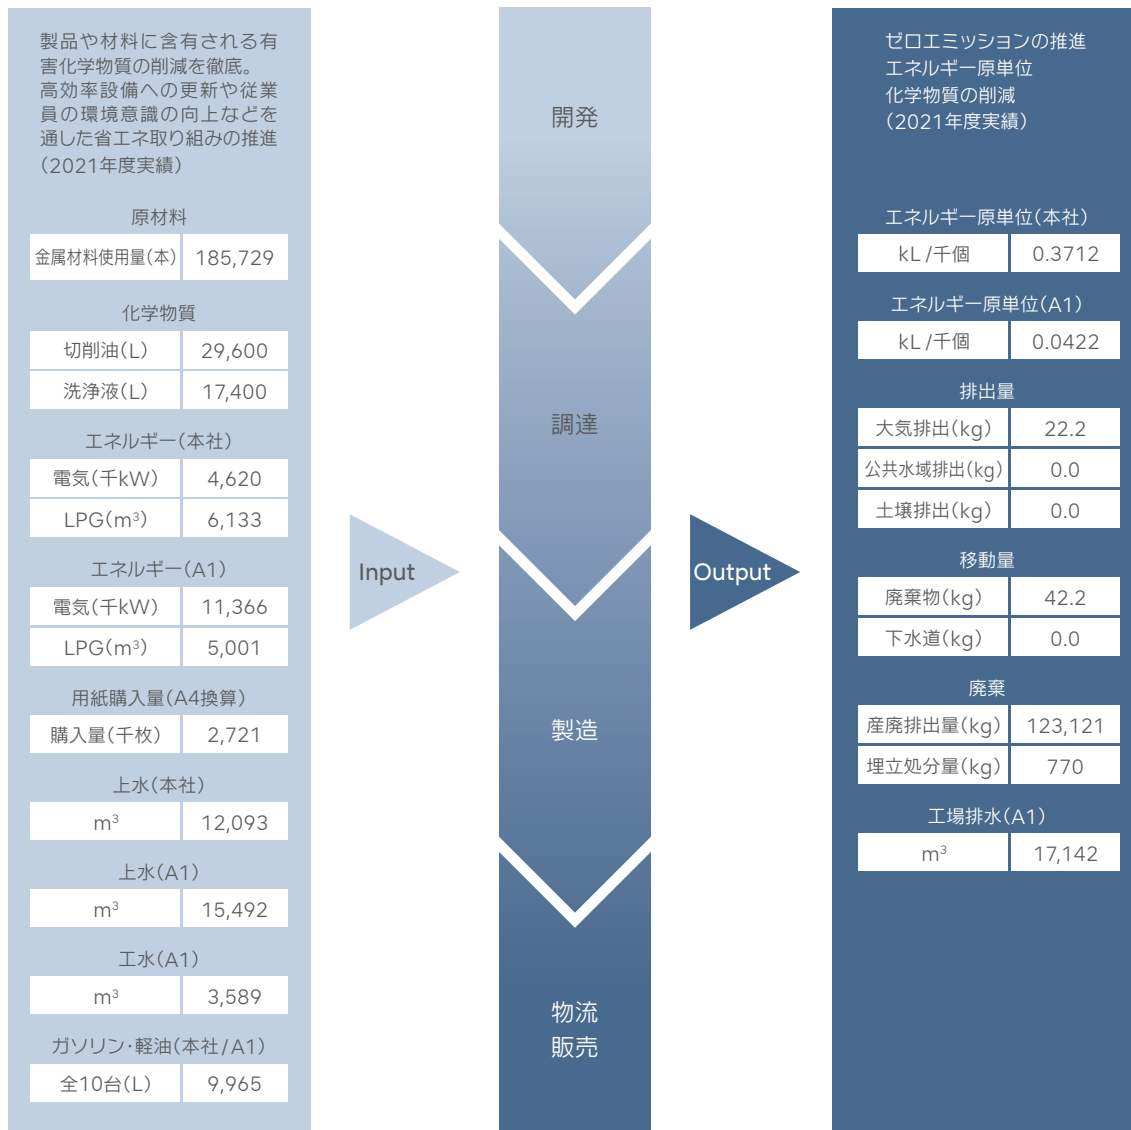 製品や材料に含有される有
害化学物質の削減を徹底。
高効率設備への更新や従業
員の環境意識の向上などを
通した省エネ取り組みの推進
(2021年度実績)
原材料
金属材料使用量(本) 185,729
化学物質
切削油(L) 29,600
洗浄液(L) 17,400
エネルギー(本社)
電気(千kW) 4,620
LPG(m³) 6,133
エネルギー(A1)
電気(千kW) 11,366
LPG(m³) 5,001
用紙購入量(A4換算)
購入量(千枚) 2,721
上水(本社)
m³ 12,093
上水(A1)
m³ 15,492
工水(A1)
m³ 3,589
ガソリン・軽油(本社/A1)
全10台(L) 9,965
Input
開発
調達
製造
物流
販売
Output
ゼロエミッションの推進
エネルギー原単位
化学物質の削減
(2021年度実績)
エネルギー原単位(本社)
kL/千個 0.3712
エネルギー原単位(A1)
kL/千個 0.0422
排出量
大気排出(kg) 22.2
公共水域排出(kg) 0.0
土壌排出(kg) 0.0
移動量
廃棄物(kg) 42.2
下水道(kg) 0.0
廃棄
産廃排出量(kg) 123,121
埋立処分量(kg) 770
工場排水(A1)
m³ 17,142